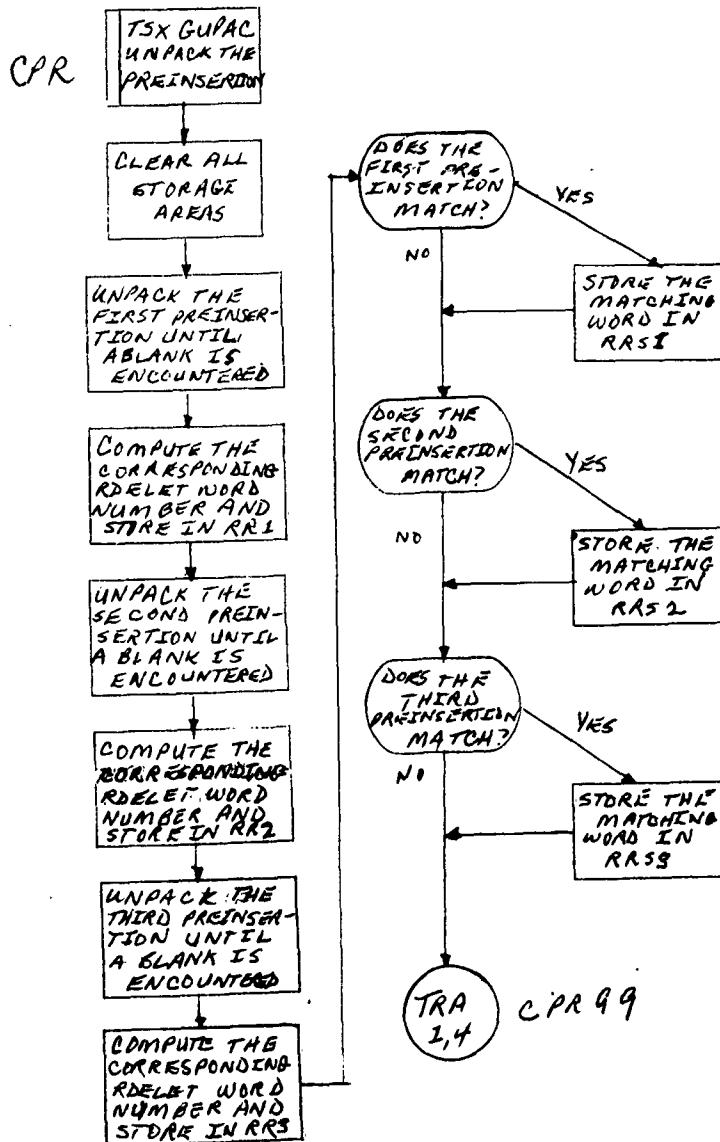 CPR
TSX GUPAC
UNPACK THE
PREINSERTION
CLEAR ALL
STORAGE
AREAS
UNPACK THE
FIRST PREINSER-
TION UNTIL
A BLANK IS
ENCOUNTERED
COMPUTE THE
CORRESPONDING
RDELET WORD
NUMBER AND
STORE IN RR1
UNPACK THE
SECOND PREIN-
SERTION UNTIL
A BLANK IS
ENCOUNTERED
COMPUTE THE
CORRESPONDING
RDELET WORD
NUMBER AND
STORE IN RR2
UNPACK THE
THIRD PREINSER-
TION UNTIL
A BLANK IS
ENCOUNTERED
COMPUTE THE
CORRESPONDING
RDELET WORD
NUMBER AND
STORE IN RR3
DOES THE
FIRST PRE-
INSERTION
MATCH?
YES
NO
STORE THE
MATCHING
WORD IN
RRS1
DOES THE
SECOND
PREINSERTION
MATCH?
YES
NO
STORE THE
MATCHING
WORD IN
RRS2
DOES THE
THIRD
PREINSERTION
MATCH?
YES
NO
STORE THE
MATCHING
WORD IN
RRS3
TRA
1,4
CPR99